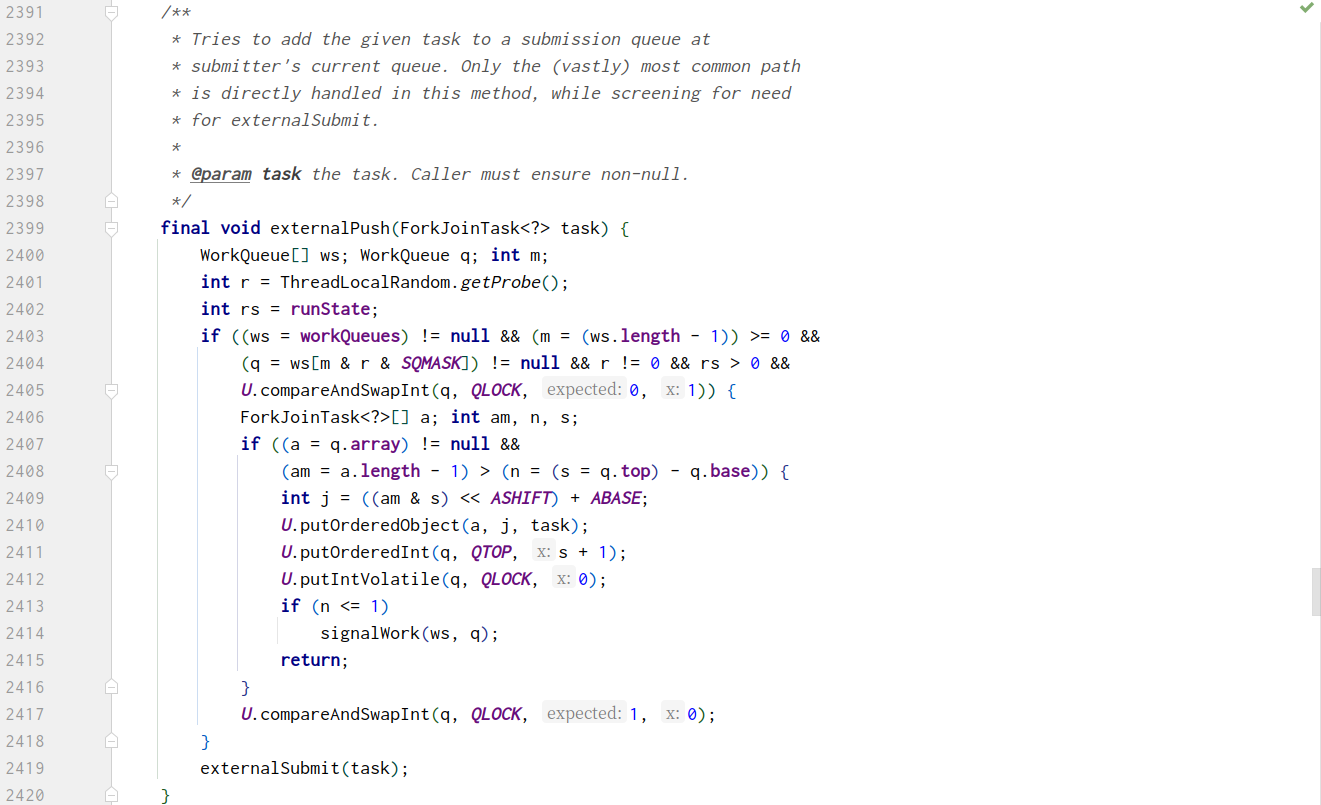 2391 /**
2392 * Tries to add the given task to a submission queue at
2393 * submitter's current queue. Only the (vastly) most common path
2394 * is directly handled in this method, while screening for need
2395 * for externalSubmit.
2396 *
2397 * @param task the task. Caller must ensure non-null.
2398 */
2399 final void externalPush(ForkJoinTask<?> task) {
2400 WorkQueue[] ws; WorkQueue q; int m;
2401 int r = ThreadLocalRandom.getProbe();
2402 int rs = runState;
2403 if ((ws = workQueues) != null && (m = (ws.length - 1)) >= 0 &&
2404 (q = ws[m & r & SQMASK]) != null && r != 0 && rs > 0 &&
2405 U.compareAndSwapInt(q, QLOCK, expected: 0, x: 1)) {
2406 ForkJoinTask<?>[] a; int am, n, s;
2407 if ((a = q.array) != null &&
2408 (am = a.length - 1) > (n = (s = q.top) - q.base)) {
2409 int j = ((am & s) << ASHIFT) + ABASE;
2410 U.putOrderedObject(a, j, task);
2411 U.putOrderedInt(q, QTOP, x: s + 1);
2412 U.putIntVolatile(q, QLOCK, x: 0);
2413 if (n <= 1)
2414 signalWork(ws, q);
2415 return;
2416 }
2417 U.compareAndSwapInt(q, QLOCK, expected: 1, x: 0);
2418 }
2419 externalSubmit(task);
2420 }